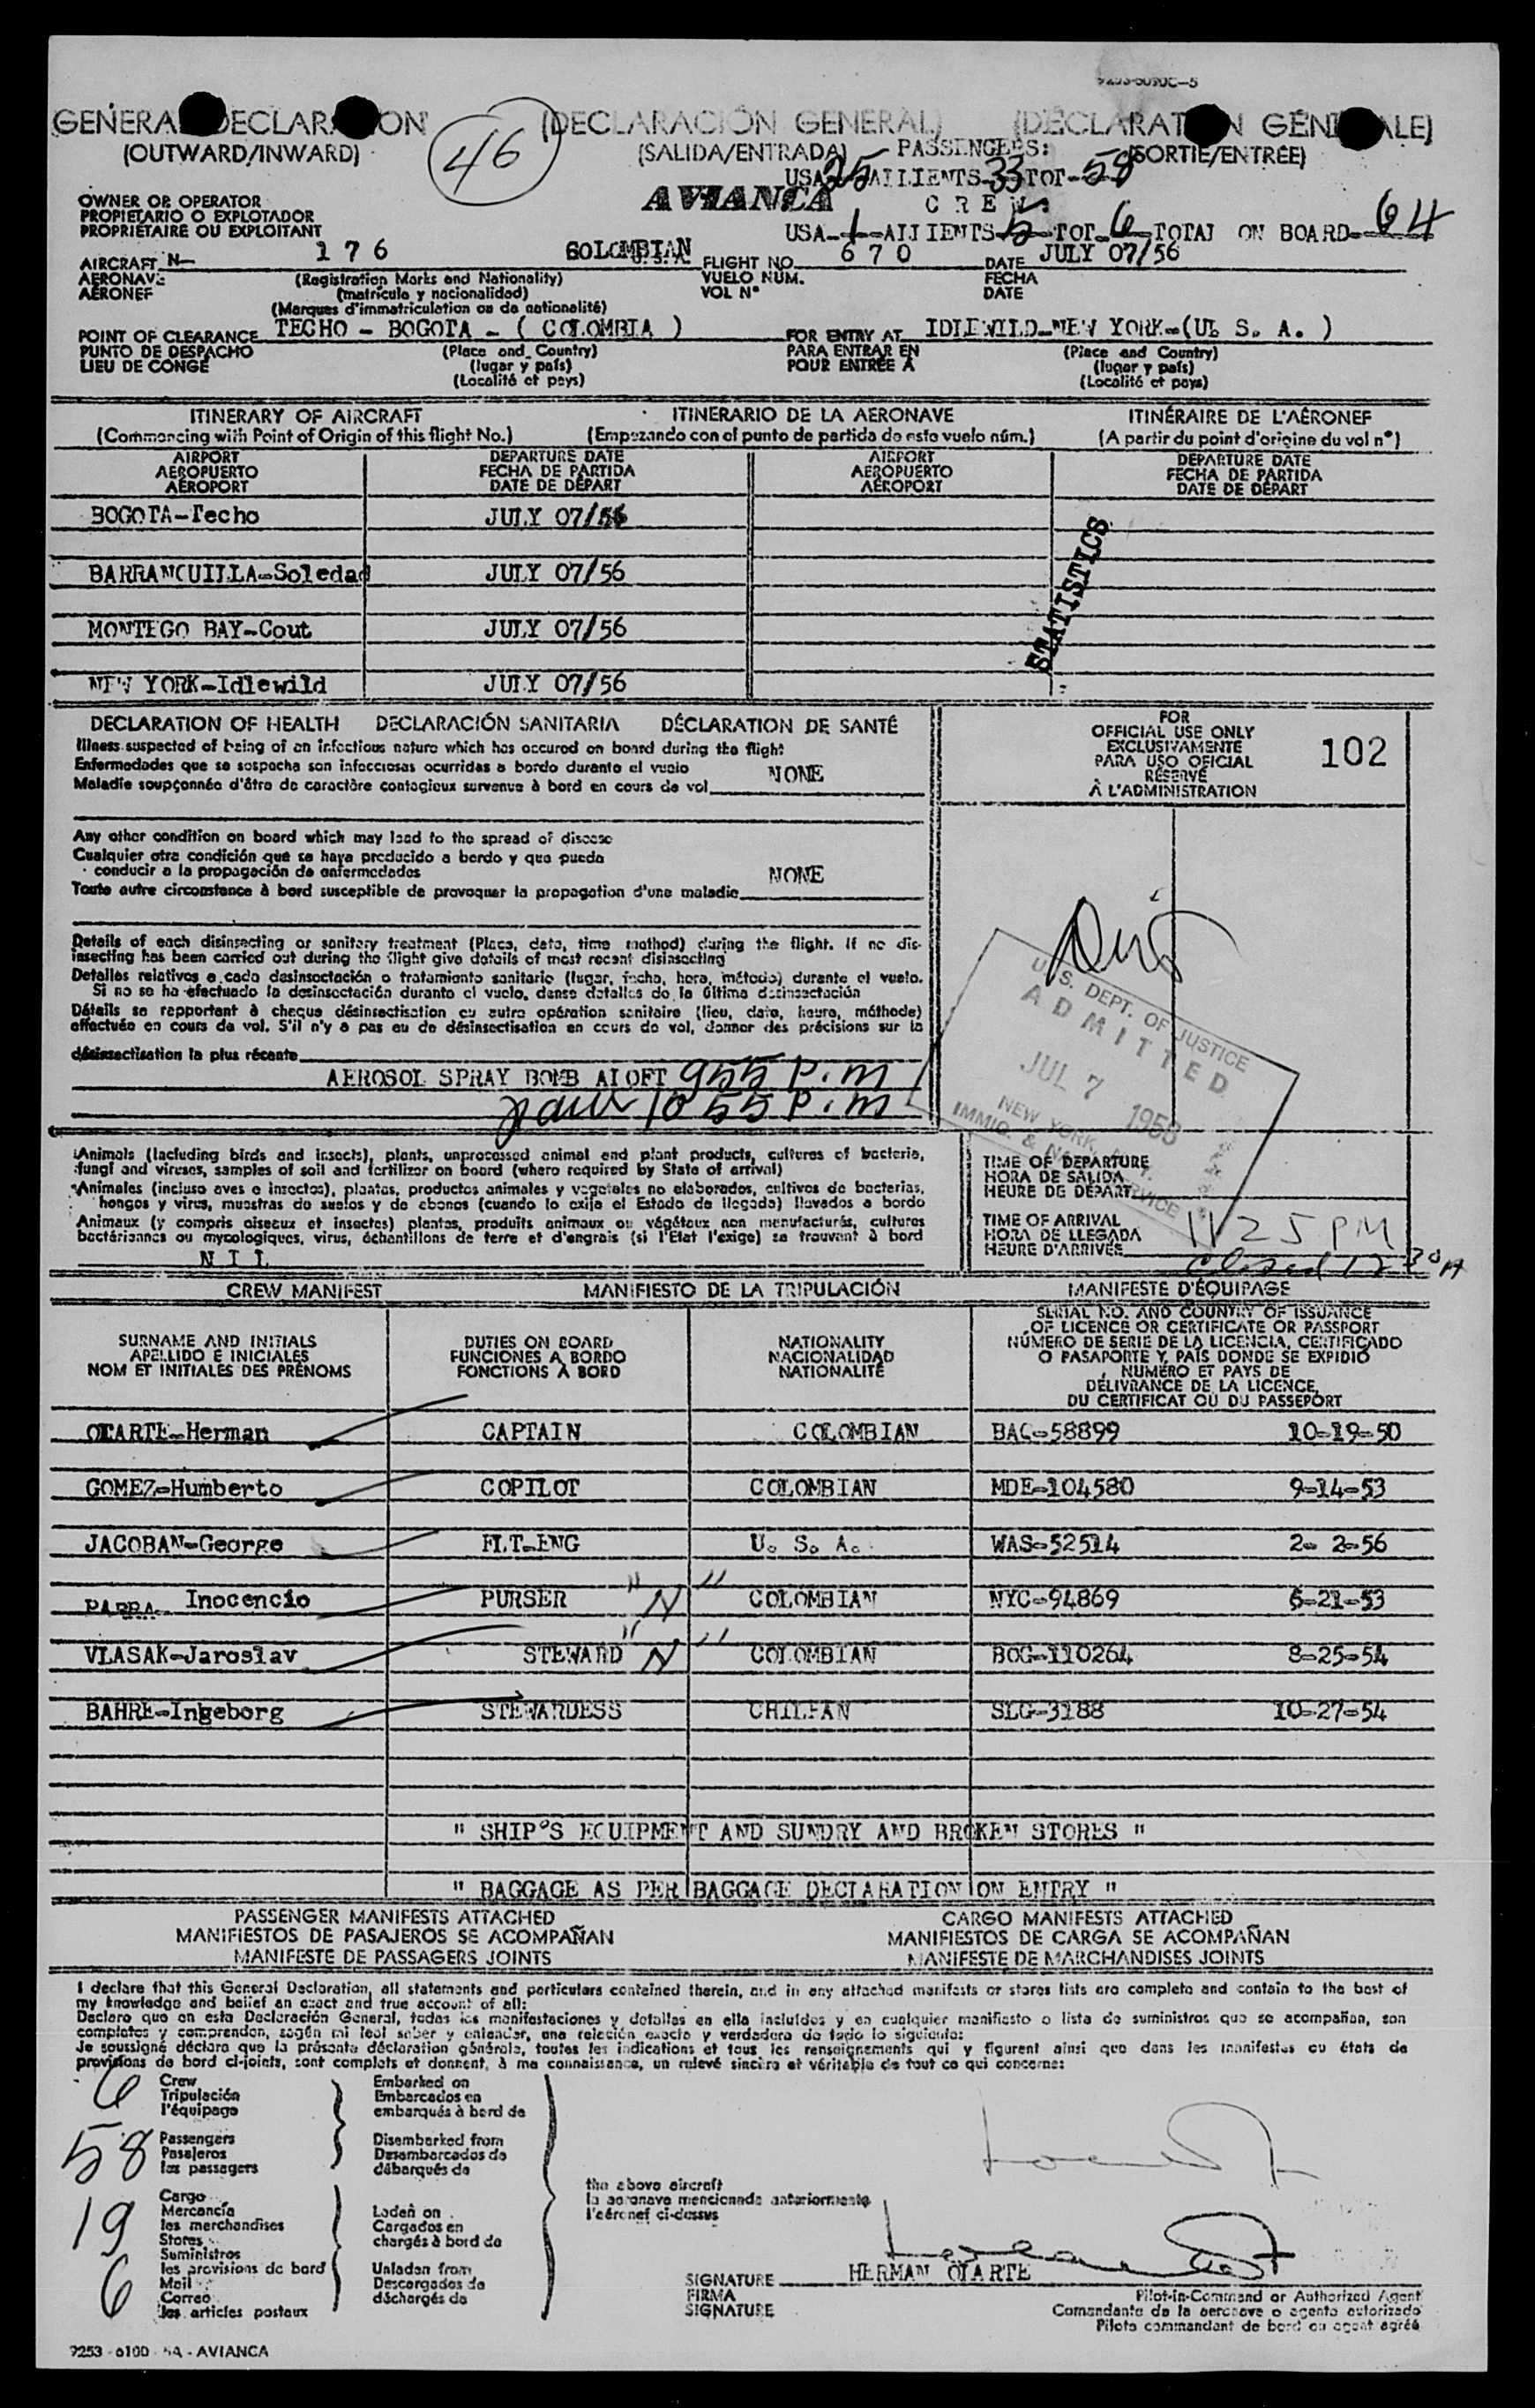 9253-6090C-5
GENERAL DECLARATION (DECLARACIÓN GENERAL) (DÉCLARATION GÉNÉRALE)
(OUTWARD/INWARD) 46 (SALIDA/ENTRADA) PASSENGERS: (SORTIE/ENTRÉE)
USA 25 ALLIENTS-33 TOT-58
OWNER OR OPERATOR AVIANCA CREW:
PROPIETARIO O EXPLOTADOR
PROPRIÉTAIRE OU EXPLOITANT USA-1-ALLIENTS 5 TOT-6 TOTAL ON BOARD-64
AIRCRAFT N- 176 COLOMBIAN FLIGHT NO. 670 DATE JULY 07/56
AERONAVE (Registration Marks and Nationality) VUELO NÚM. FECHA
AÉRONEF (matrícula y nacionalidad) VOL N° DATE
(Marques d'immatriculation ou de nationalité)
POINT OF CLEARANCE TECHO - BOGOTA - ( COLOMBIA ) FOR ENTRY AT IDLEWILD-NEW YORK-(U. S. A. )
PUNTO DE DESPACHO (Place and Country) PARA ENTRAR EN (Place and Country)
LIEU DE CONGÉ (lugar y país) POUR ENTRÉE À (lugar y país)
(Localité et pays) (Localité et pays)
ITINERARY OF AIRCRAFT ITINERARIO DE LA AERONAVE ITINÉRAIRE DE L'AÉRONEF
(Commencing with Point of Origin of this flight No.) (Empezando con el punto de partida de este vuelo núm.) (A partir du point d'origine du vol n°)
AIRPORT DEPARTURE DATE AIRPORT DEPARTURE DATE
AEROPUERTO FECHA DE PARTIDA AEROPUERTO FECHA DE PARTIDA
AÉROPORT DATE DE DÉPART AÉROPORT DATE DE DÉPART
BOGOTA-Techo JULY 07/56
STATISTICS
BARRANCUILLA-Soledad JULY 07/56
MONTEGO BAY-Cout JULY 07/56
NEW YORK-Idlewild JULY 07/56
DECLARATION OF HEALTH DECLARACIÓN SANITARIA DÉCLARATION DE SANTÉ
Illness suspected of being of an infectious nature which has occured on board during the flight
Enfermedades que se sospecha son infecciosas ocurridas a bordo durante el vuelo
Maladie soupçonnée d'être de caractère contagieux survenue à bord en cours de vol NONE
FOR
OFFICIAL USE ONLY
EXCLUSIVAMENTE
PARA USO OFICIAL
RÉSERVÉ
À L'ADMINISTRATION
102
Any other condition on board which may lead to the spread of disease
Cualquier otra condición que se haya producido a bordo y que pueda
conducir a la propagación de enfermedades
Toute autre circonstance à bord susceptible de provoquer la propagation d'une maladie NONE
Details of each disinsecting or sanitary treatment (Place, date, time method) during the flight. If no dis-
insecting has been carried out during the flight give details of most recent disinsecting
Detalles relativos a cada desinsectación o tratamiento sanitario (lugar, fecha, hora, método) durante el vuelo.
Si no se ha efectuado la desinsectación durante el vuelo, dense detalles de la última desinsectación
Détails se rapportant à chaque désinsectisation ou autre opération sanitaire (lieu, date, heure, méthode)
effectuée en cours de vol. S'il n'y a pas eu de désinsectisation en cours de vol, donner des précisions sur la
désinsectisation la plus récente
AEROSOL SPRAY BOMB ALOFT 955 P.M
10 55 P.M
U.S. DEPT. OF JUSTICE
ADMITTED
JUL 7 1956
NEW YORK, N.Y.
IMMIG. & NAT. SERVICE
Animals (including birds and insects), plants, unprocessed animal and plant products, cultures of bacteria,
fungi and viruses, samples of soil and fertilizer on board (where required by State of arrival)
Animales (incluso aves e insectos), plantas, productos animales y vegetales no elaborados, cultivos de bacterias,
hongos y virus, muestras de suelos y de abonos (cuando lo exija el Estado de llegada) llevados a bordo
Animaux (y compris oiseaux et insectes) plantes, produits animaux ou végétaux non manufacturés, cultures
bactériennes ou mycologiques, virus, échantillons de terre et d'engrais (si l'Etat l'exige) se trouvant à bord
NIL
TIME OF DEPARTURE
HORA DE SALIDA
HEURE DE DÉPART
TIME OF ARRIVAL
HORA DE LLEGADA
HEURE D'ARRIVÉE 11 25 PM
closed 12 30 A
CREW MANIFEST MANIFIESTO DE LA TRIPULACIÓN MANIFESTE D'ÉQUIPAGE
SURNAME AND INITIALS
APELLIDO E INICIALES
NOM ET INITIALES DES PRÉNOMS
DUTIES ON BOARD
FUNCIONES A BORDO
FONCTIONS À BORD
NATIONALITY
NACIONALIDAD
NATIONALITÉ
SERIAL NO. AND COUNTRY OF ISSUANCE
OF LICENCE OR CERTIFICATE OR PASSPORT
NÚMERO DE SERIE DE LA LICENCIA, CERTIFICADO
O PASAPORTE Y PAÍS DONDE SE EXPIDIÓ
NUMÉRO ET PAYS DE
DÉLIVRANCE DE LA LICENCE,
DU CERTIFICAT OU DU PASSEPORT
OLARTE-Herman CAPTAIN COLOMBIAN BAC-58899 10-19-50
GOMEZ-Humberto COPILOT COLOMBIAN MDE-104580 9-14-53
JACOBAN-George FLT-ENG U. S. A. WAS-52514 2- 2-56
PARRA- Inocencio PURSER "N" COLOMBIAN NYC-94869 6-21-53
VLASAK-Jaroslav STEWARD "N" COLOMBIAN BOG-110264 8-25-54
BAHRE-Ingeborg STEWARDESS CHILEAN SLG-3188 10-27-54
" SHIP'S EQUIPMENT AND SUNDRY AND BROKEN STORES "
" BAGGAGE AS PER BAGGAGE DECLARATION ON ENTRY "
PASSENGER MANIFESTS ATTACHED CARGO MANIFESTS ATTACHED
MANIFIESTOS DE PASAJEROS SE ACOMPAÑAN MANIFIESTOS DE CARGA SE ACOMPAÑAN
MANIFESTE DE PASSAGERS JOINTS MANIFESTE DE MARCHANDISES JOINTS
I declare that this General Declaration, all statements and particulars contained therein, and in any attached manifests or stores lists are complete and contain to the best of
my knowledge and belief an exact and true account of all:
Declaro que en esta Declaración General, todas las manifestaciones y detalles en ella incluídos y en cualquier manifiesto o lista de suministros que se acompañan, son
completos y comprenden, según mi leal saber y entender, una relación exacta y verdadera de todo lo siguiente:
Je soussigné déclare que la présente déclaration générale, toutes les indications et tous les renseignements qui y figurent ainsi que dans les manifestes ou états de
provisions de bord ci-joints, sont complets et donnent, à ma connaissance, un relevé sincère et véritable de tout ce qui concerne:
6 Crew
Tripulación
l'équipage
Embarked on
Embarcados en
embarqués à bord de
58 Passengers
Pasajeros
les passagers
Disembarked from
Desembarcados de
débarqués de
19 Cargo
Mercancía
les marchandises
Stores
Suministros
les provisions de bord
Laden on
Cargados en
chargés à bord de
6 Mail
Correo
les articles postaux
Unladen from
Descargados de
déchargés de
the above aircraft
la aeronave mencionada anteriormente
l'aéronef ci-dessus
SIGNATURE HERMAN OLARTE
FIRMA
SIGNATURE
Pilot-in-Command or Authorized Agent
Comandante de la aeronave o agente autorizado
Pilote commandant de bord ou agent agréé
9253 - 6100 - 5A - AVIANCA